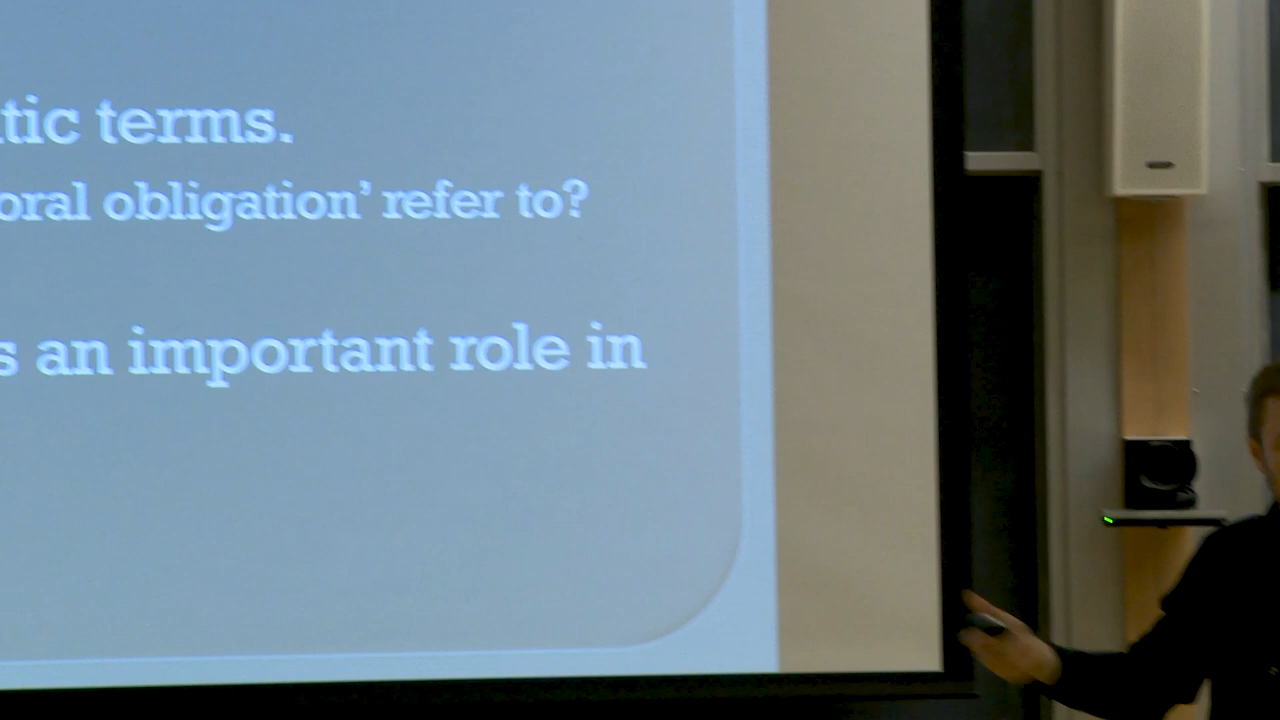 tic terms.
oral obligation’ refer to?
s an important role in